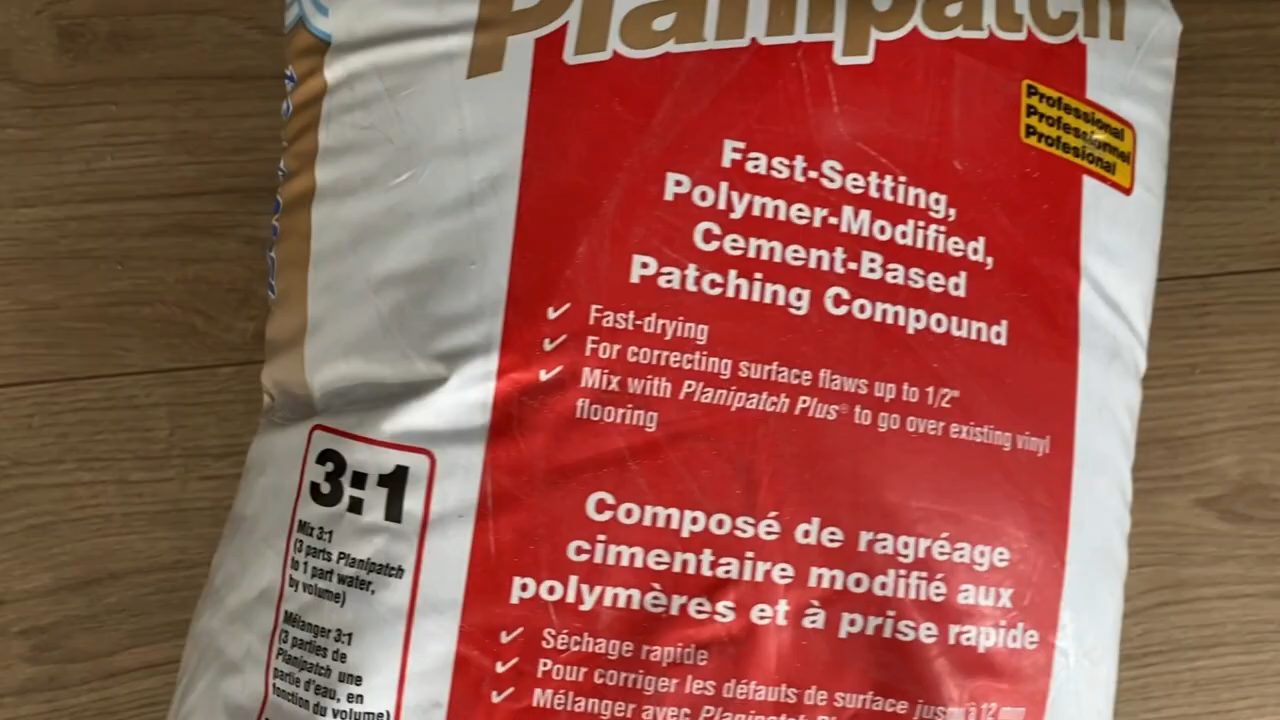 Planipatch
Professional
Professionnel
Profesional
Fast-Setting,
Polymer-Modified,
Cement-Based
Patching Compound
✓ Fast-drying
✓ For correcting surface flaws up to 1/2"
✓ Mix with Planipatch Plus® to go over existing vinyl
flooring
3:1
Mix 3:1
(3 parts Planipatch
to 1 part water,
by volume)
Mélanger 3:1
(3 parties de
Planipatch une
partie d'eau, en
fonction du volume)
Composé de ragréage
cimentaire modifié aux
polymères et à prise rapide
✓ Séchage rapide
✓ Pour corriger les défauts de surface jusqu'à 12 mm
✓ Mélanger avec Planipatch